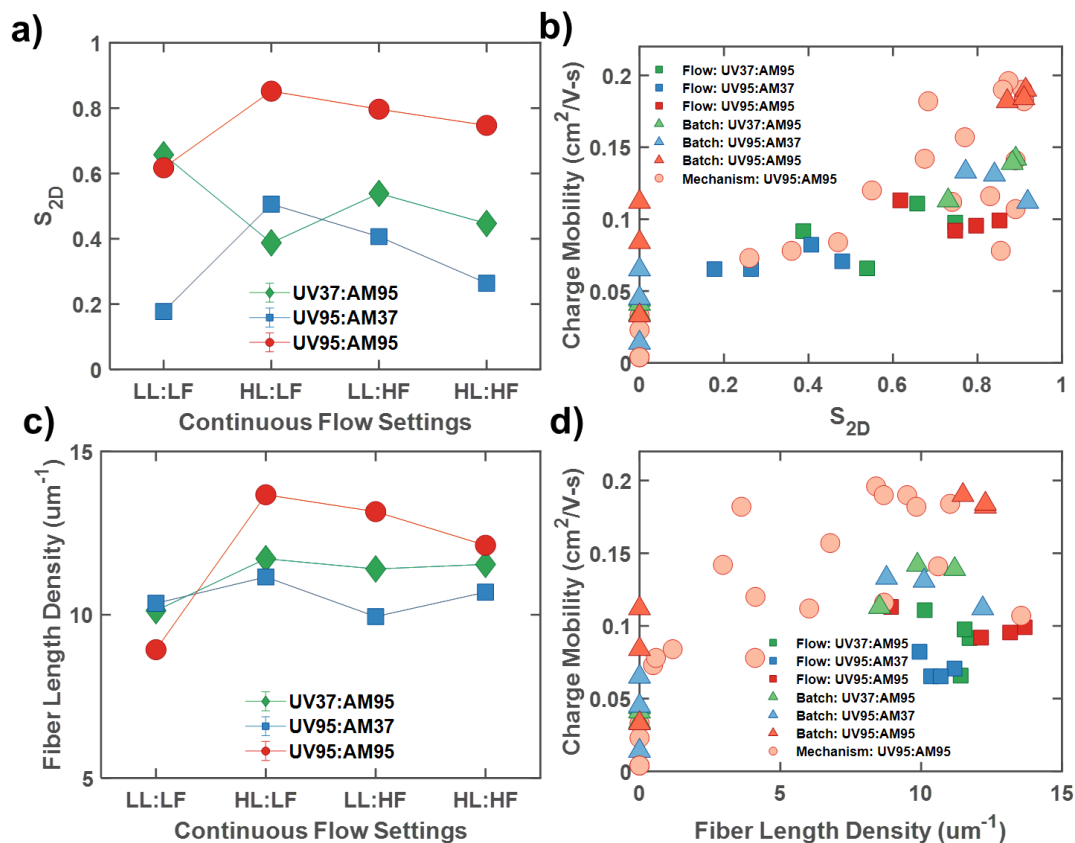 a)
S2D
1
0.8
0.6
0.4
0.2
0
UV37:AM95
UV95:AM37
UV95:AM95
LL:LF HL:LF LL:HF HL:HF
Continuous Flow Settings
b)
Charge Mobility (cm2/V-s)
0.2
0.15
0.1
0.05
0
Flow: UV37:AM95
Flow: UV95:AM37
Flow: UV95:AM95
Batch: UV37:AM95
Batch: UV95:AM37
Batch: UV95:AM95
Mechanism: UV95:AM95
0 0.2 0.4 0.6 0.8 1
S2D
c)
Fiber Length Density (um-1)
15
10
5
UV37:AM95
UV95:AM37
UV95:AM95
LL:LF HL:LF LL:HF HL:HF
Continuous Flow Settings
d)
Charge Mobility (cm2/V-s)
0.2
0.15
0.1
0.05
0
Flow: UV37:AM95
Flow: UV95:AM37
Flow: UV95:AM95
Batch: UV37:AM95
Batch: UV95:AM37
Batch: UV95:AM95
Mechanism: UV95:AM95
0 5 10 15
Fiber Length Density (um-1)